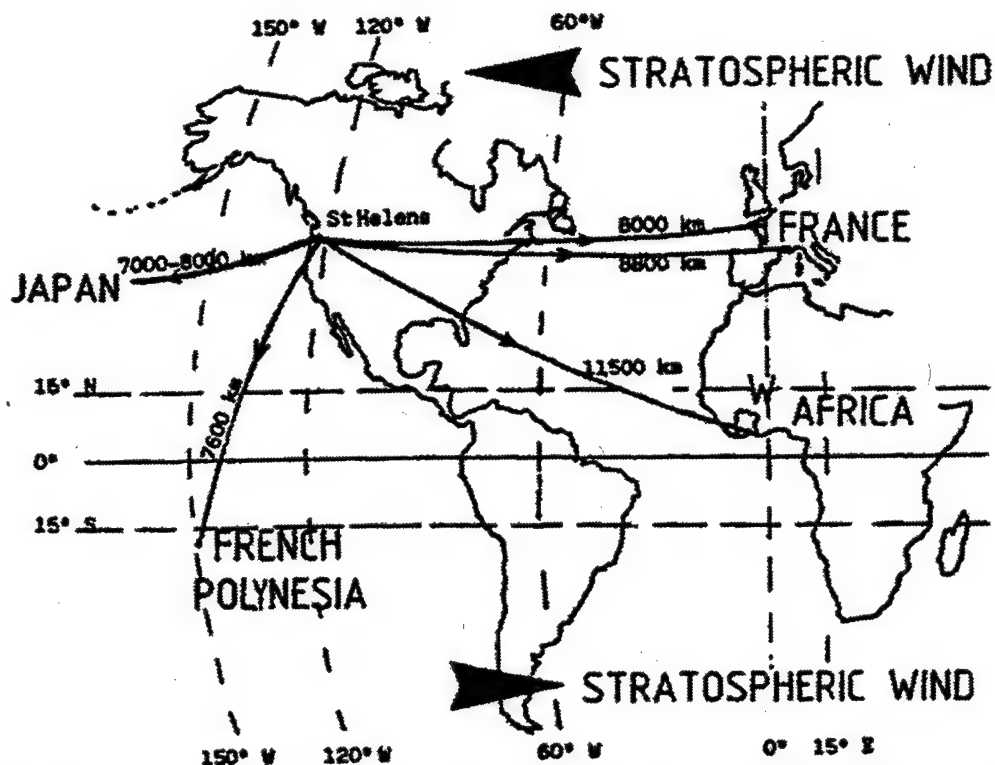 150° W 120° W 60°W
STRATOSPHERIC WIND
St Helens
8000 km
FRANCE
7000-8000 km
8800 km
JAPAN
11500 km
15° N
W
AFRICA
7600 km
0°
15° S
FRENCH
POLYNESIA
STRATOSPHERIC WIND
150° W 120° W 60° W 0° 15° E